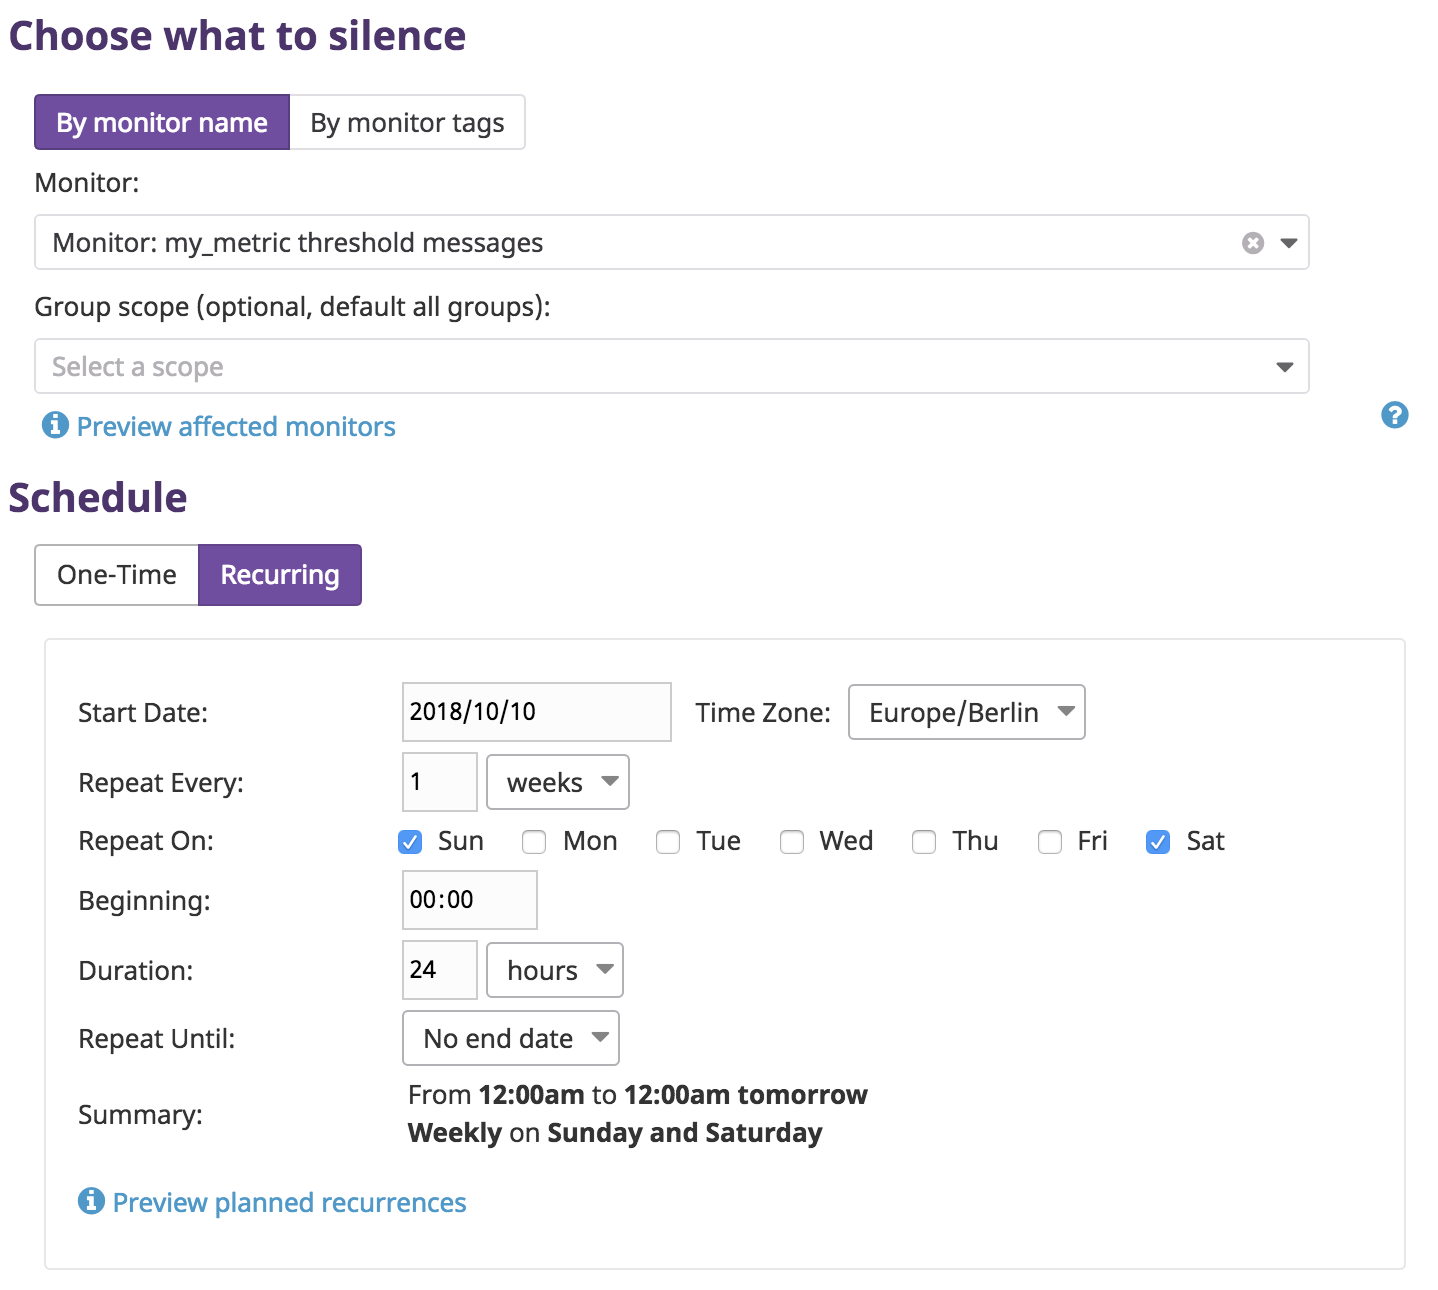 Choose what to silence
By monitor name By monitor tags
Monitor:
Monitor: my_metric threshold messages
Group scope (optional, default all groups):
Select a scope
Preview affected monitors
Schedule
One-Time Recurring
Start Date: 2018/10/10 Time Zone: Europe/Berlin
Repeat Every: 1 weeks
Repeat On: Sun Mon Tue Wed Thu Fri Sat
Beginning: 00:00
Duration: 24 hours
Repeat Until: No end date
Summary: From 12:00am to 12:00am tomorrow
Weekly on Sunday and Saturday
Preview planned recurrences